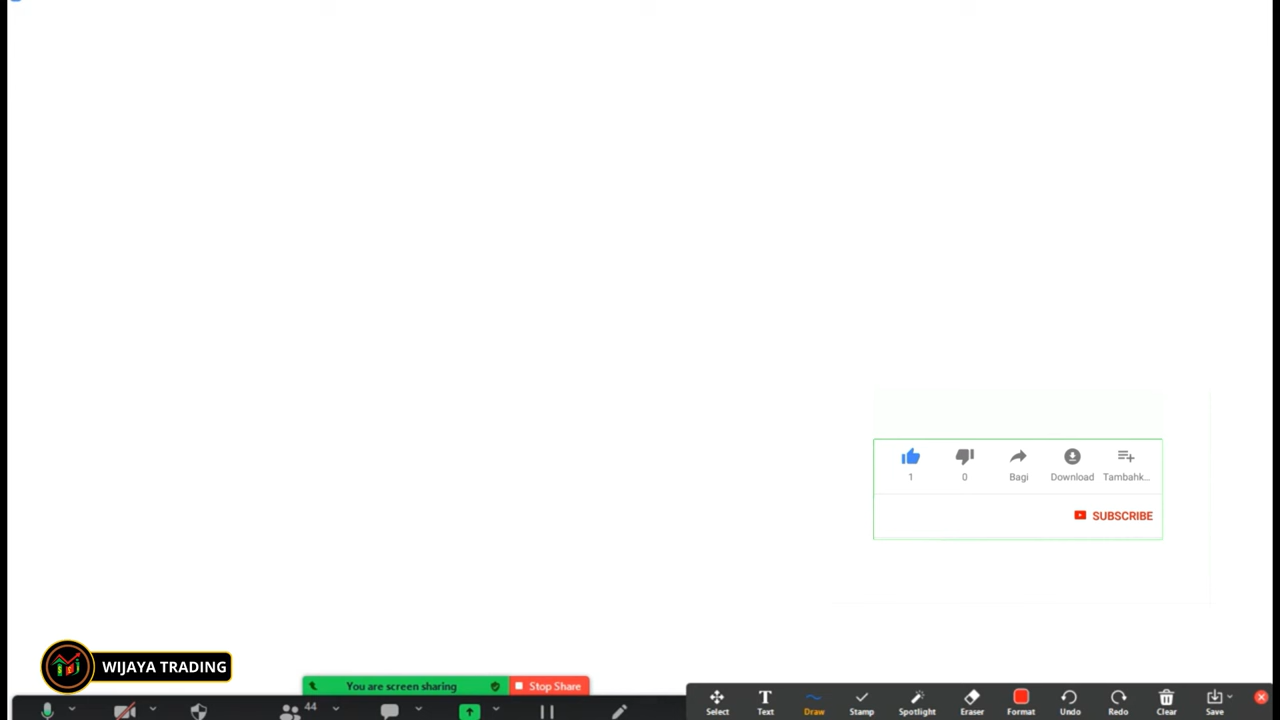 1
0
Bagi
Download
Tambahk...
SUBSCRIBE
WIJAYA TRADING
You are screen sharing
Stop Share
44
Select
Text
Draw
Stamp
Spotlight
Eraser
Format
Undo
Redo
Clear
Save